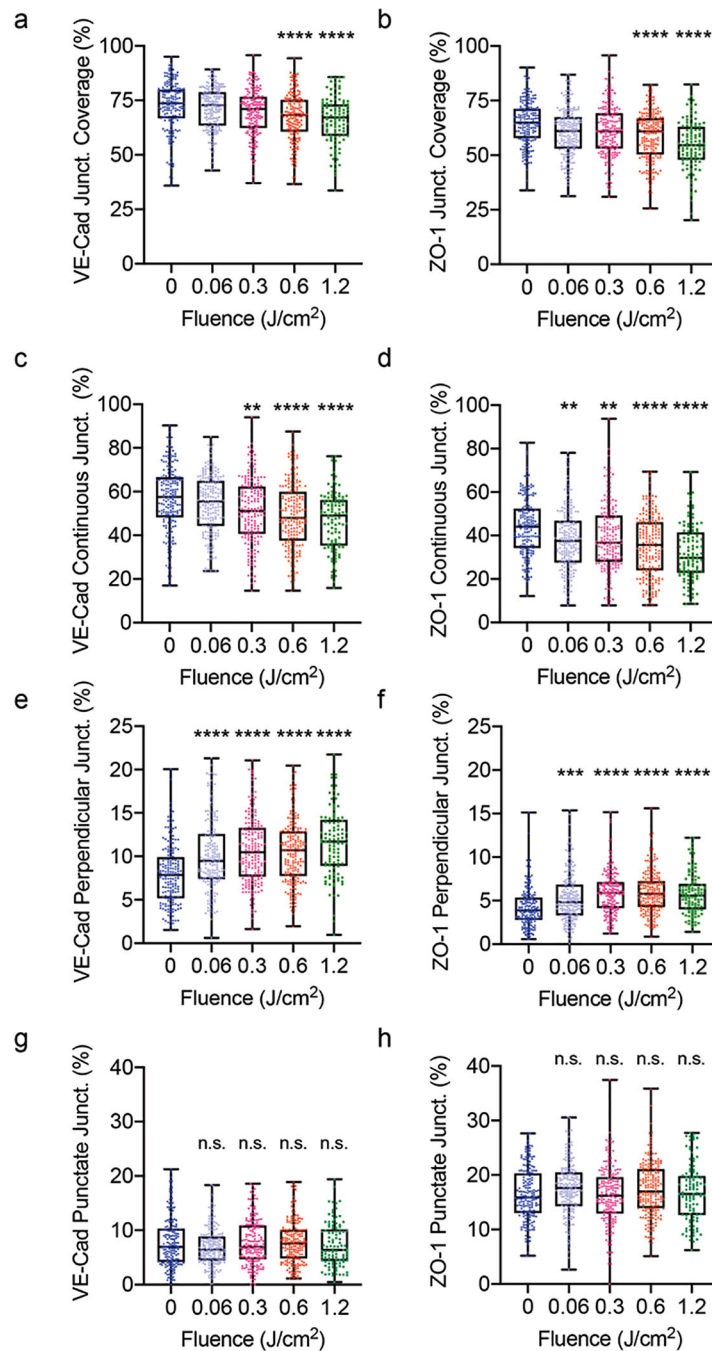 a
VE-Cad Junct. Coverage (%)
**** ****
100
75
50
25
0
0 0.06 0.3 0.6 1.2
Fluence (J/cm²)
b
ZO-1 Junct. Coverage (%)
**** ****
100
75
50
25
0
0 0.06 0.3 0.6 1.2
Fluence (J/cm²)
c
VE-Cad Continuous Junct. (%)
** **** ****
100
80
60
40
20
0
0 0.06 0.3 0.6 1.2
Fluence (J/cm²)
d
ZO-1 Continuous Junct. (%)
** ** **** ****
100
80
60
40
20
0
0 0.06 0.3 0.6 1.2
Fluence (J/cm²)
e
VE-Cad Perpendicular Junct. (%)
**** **** **** ****
25
20
15
10
5
0
0 0.06 0.3 0.6 1.2
Fluence (J/cm²)
f
ZO-1 Perpendicular Junct. (%)
*** **** **** ****
25
20
15
10
5
0
0 0.06 0.3 0.6 1.2
Fluence (J/cm²)
g
VE-Cad Punctate Junct. (%)
n.s. n.s. n.s. n.s.
40
30
20
10
0
0 0.06 0.3 0.6 1.2
Fluence (J/cm²)
h
ZO-1 Punctate Junct. (%)
n.s. n.s. n.s. n.s.
40
30
20
10
0
0 0.06 0.3 0.6 1.2
Fluence (J/cm²)